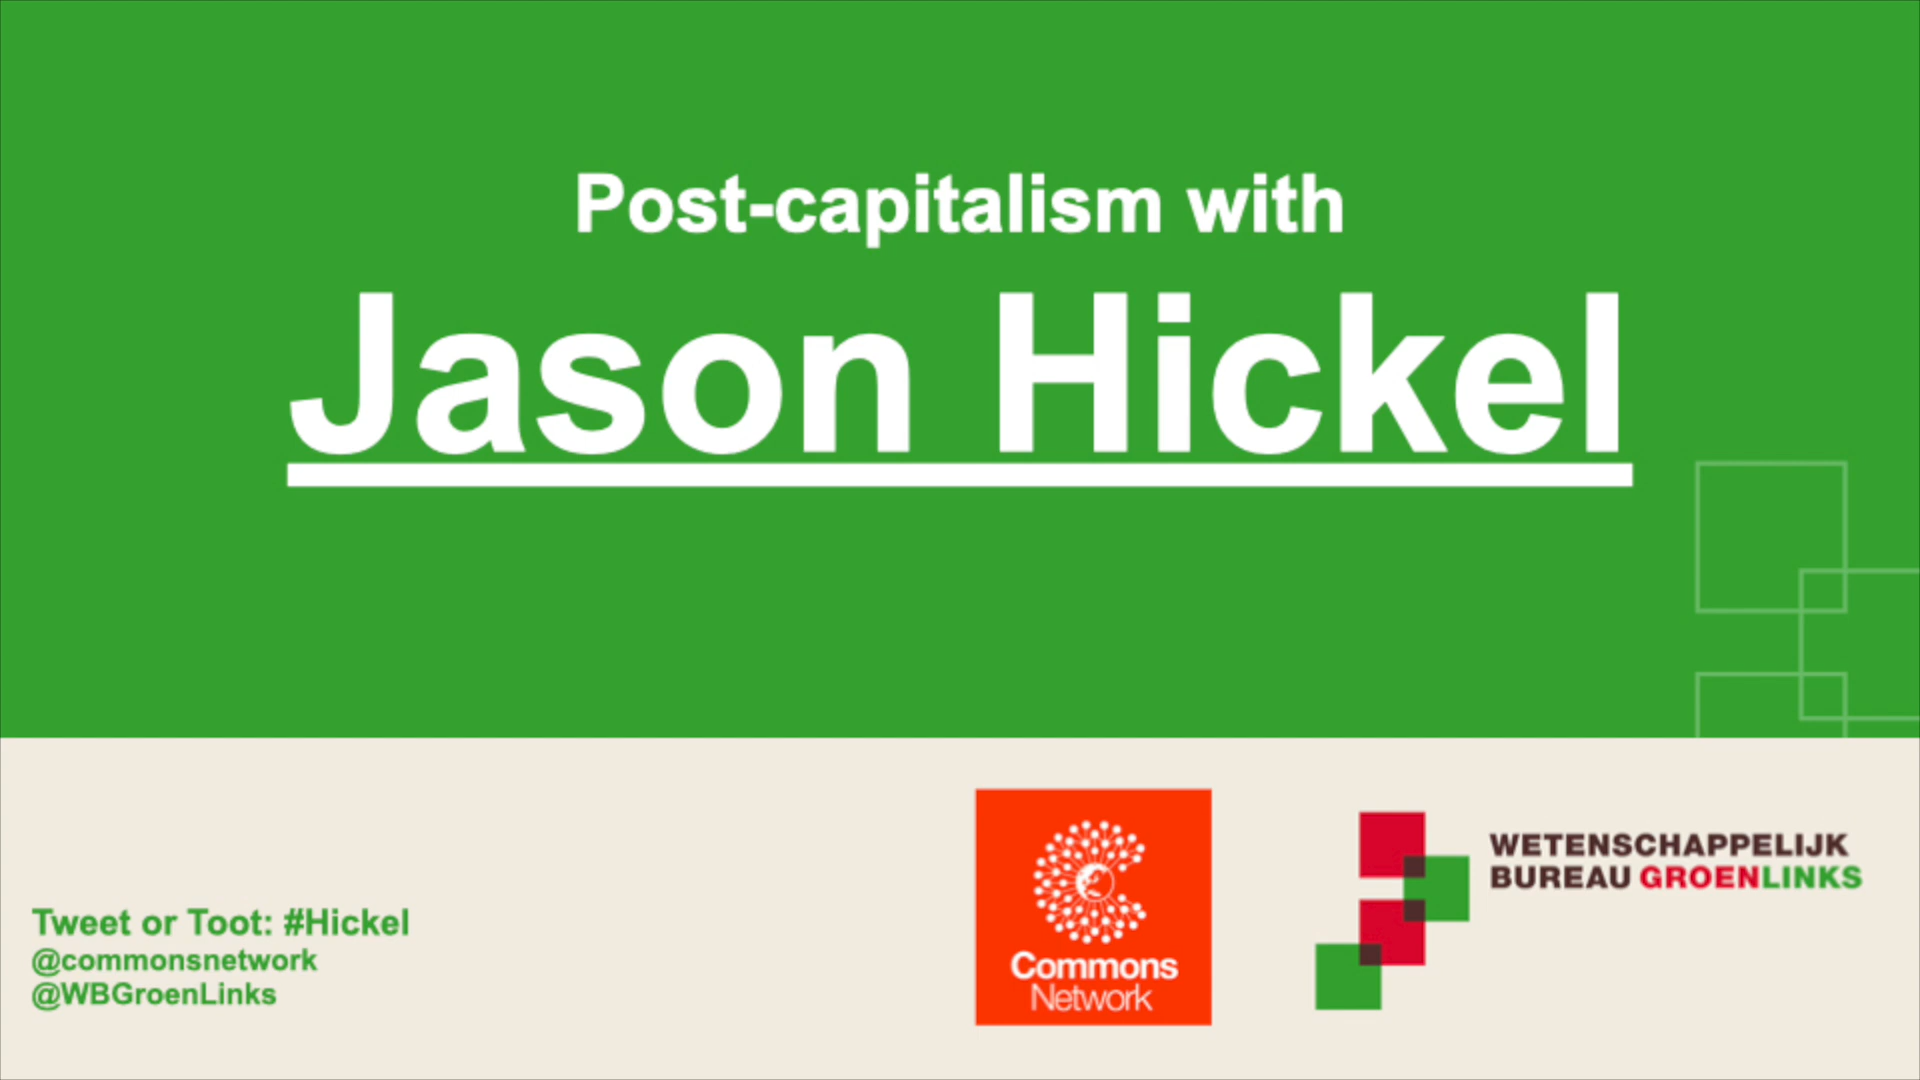 Post-capitalism with
Jason Hickel
Tweet or Toot: #Hickel
@commonsnetwork
@WBGroenLinks
Commons
Network
WETENSCHAPPELIJK
BUREAU GROENLINKS